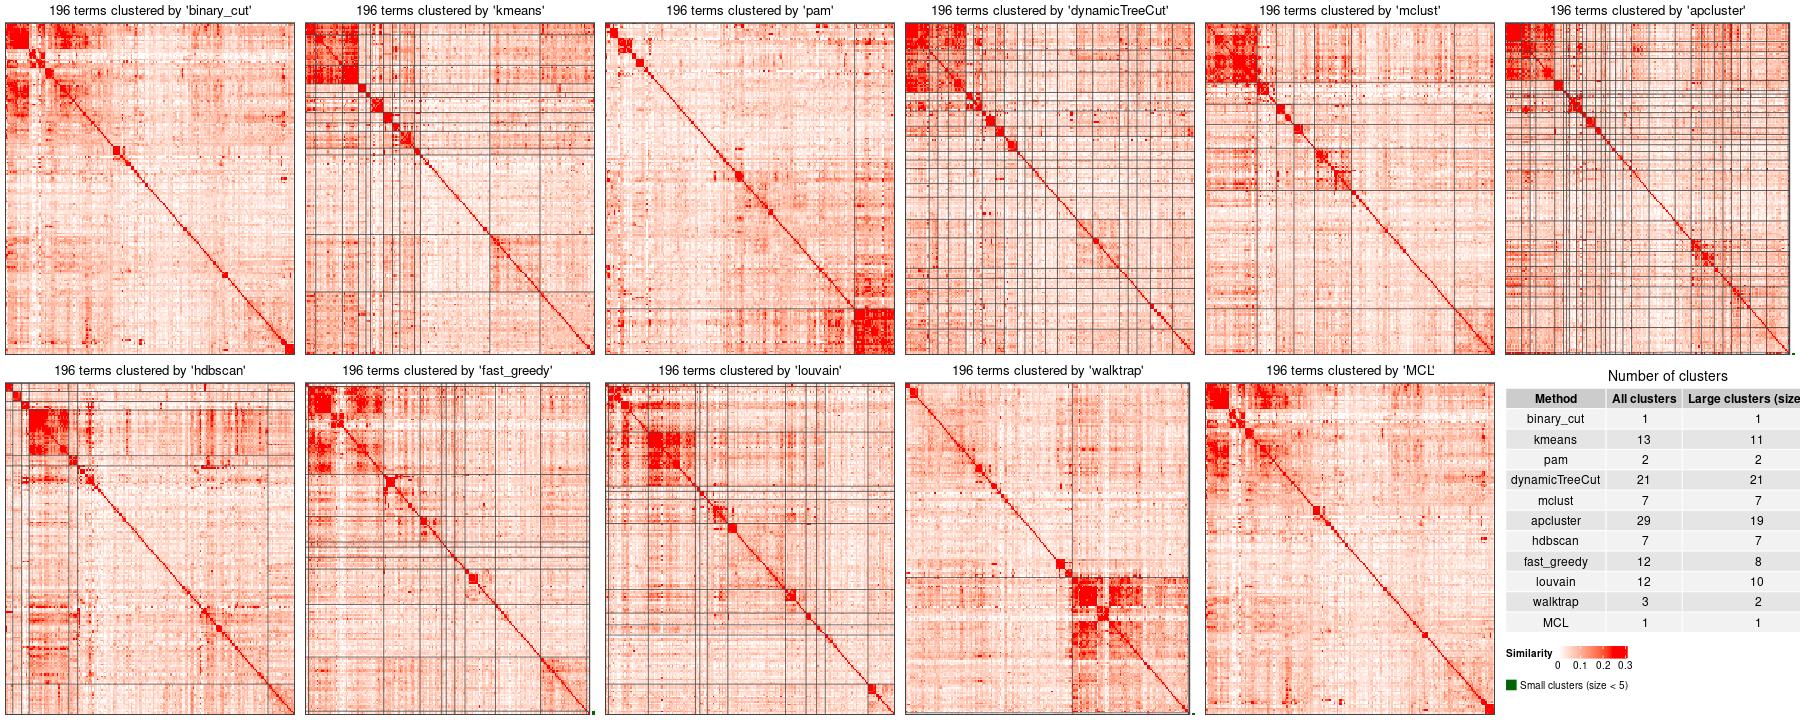 196 terms clustered by 'binary_cut'
196 terms clustered by 'kmeans'
196 terms clustered by 'pam'
196 terms clustered by 'dynamicTreeCut'
196 terms clustered by 'mclust'
196 terms clustered by 'apcluster'
196 terms clustered by 'hdbscan'
196 terms clustered by 'fast_greedy'
196 terms clustered by 'louvain'
196 terms clustered by 'walktrap'
196 terms clustered by 'MCL'
Number of clusters
Method All clusters Large clusters (size
binary_cut 1 1
kmeans 13 11
pam 2 2
dynamicTreeCut 21 21
mclust 7 7
apcluster 29 19
hdbscan 7 7
fast_greedy 12 8
louvain 12 10
walktrap 3 2
MCL 1 1
Similarity
0 0.1 0.2 0.3
Small clusters (size < 5)